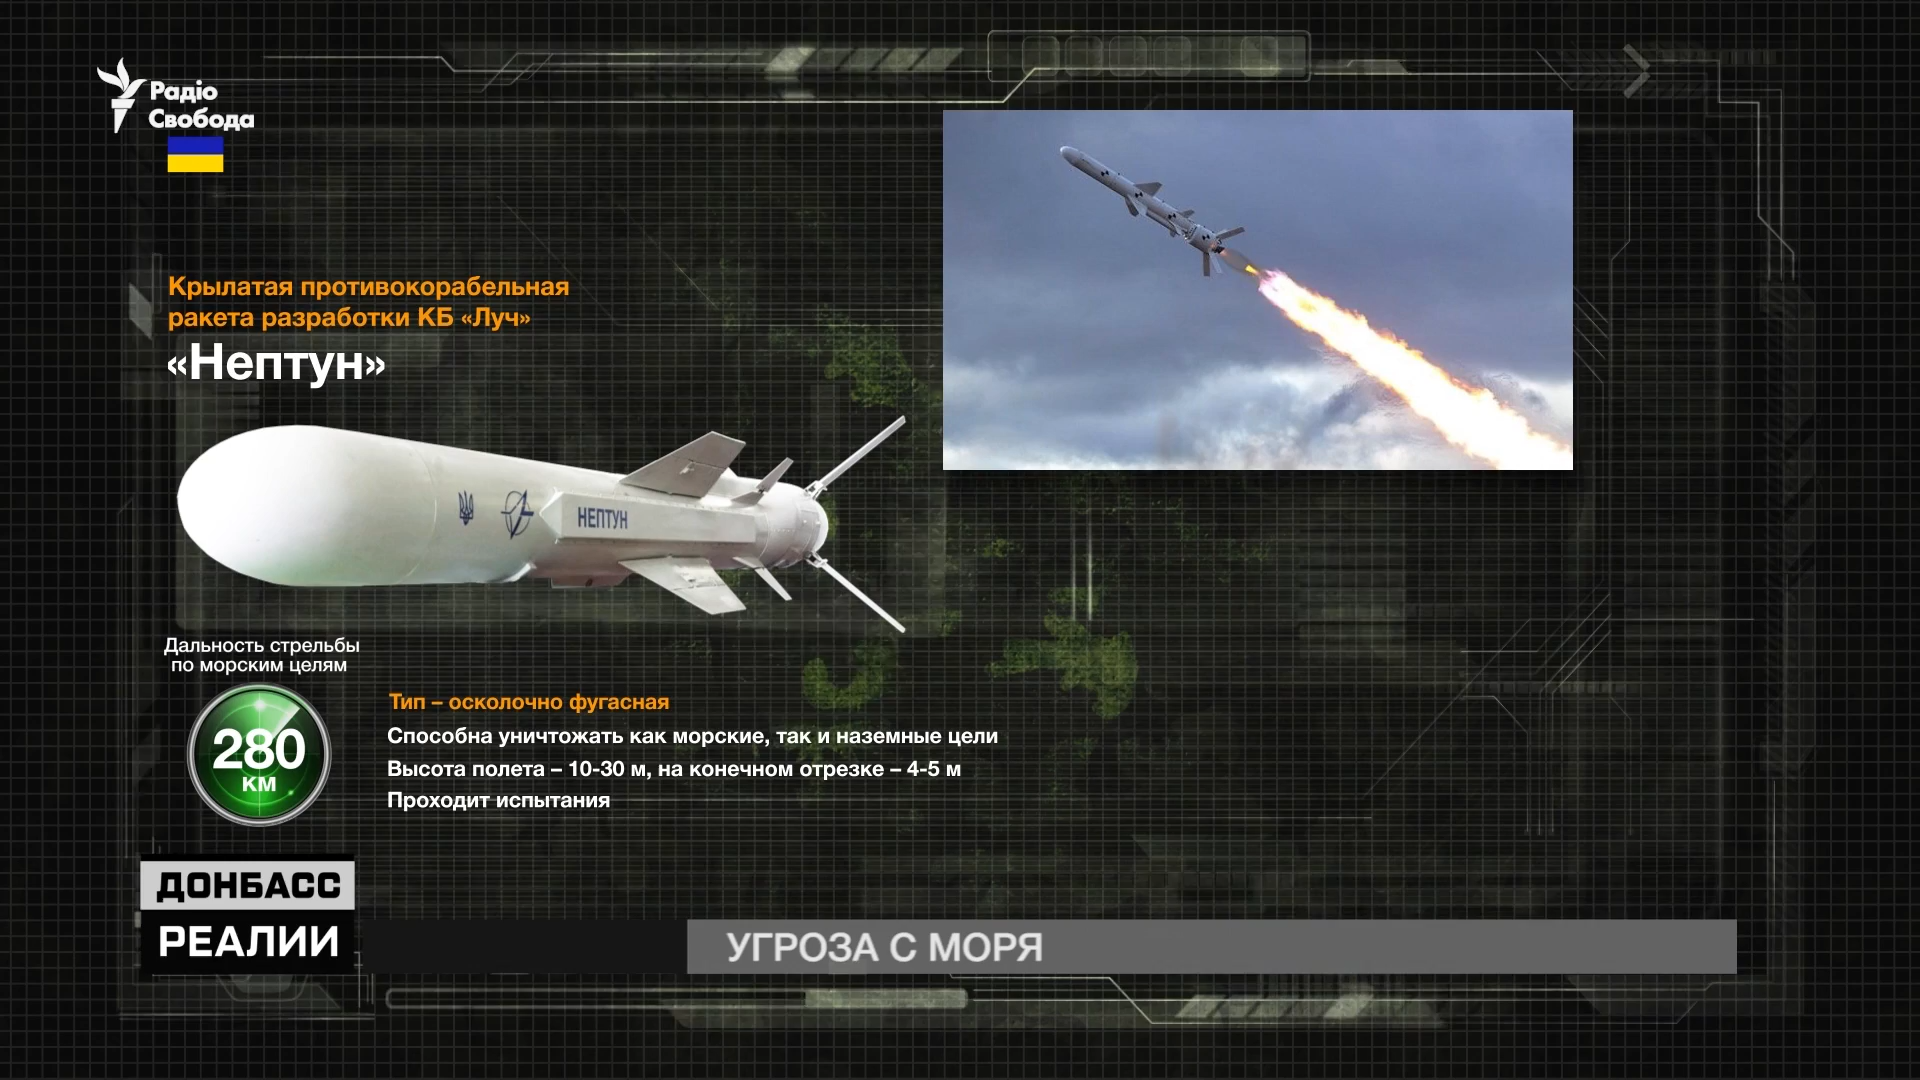 Радіо
Свобода
Крылатая противокорабельная
ракета разработки КБ «Луч»
«Нептун»
НЕПТУН
Дальность стрельбы
по морским целям
280
КМ
Тип – осколочно фугасная
Способна уничтожать как морские, так и наземные цели
Высота полета – 10-30 м, на конечном отрезке – 4-5 м
Проходит испытания
ДОНБАСС
РЕАЛИИ
УГРОЗА С МОРЯ